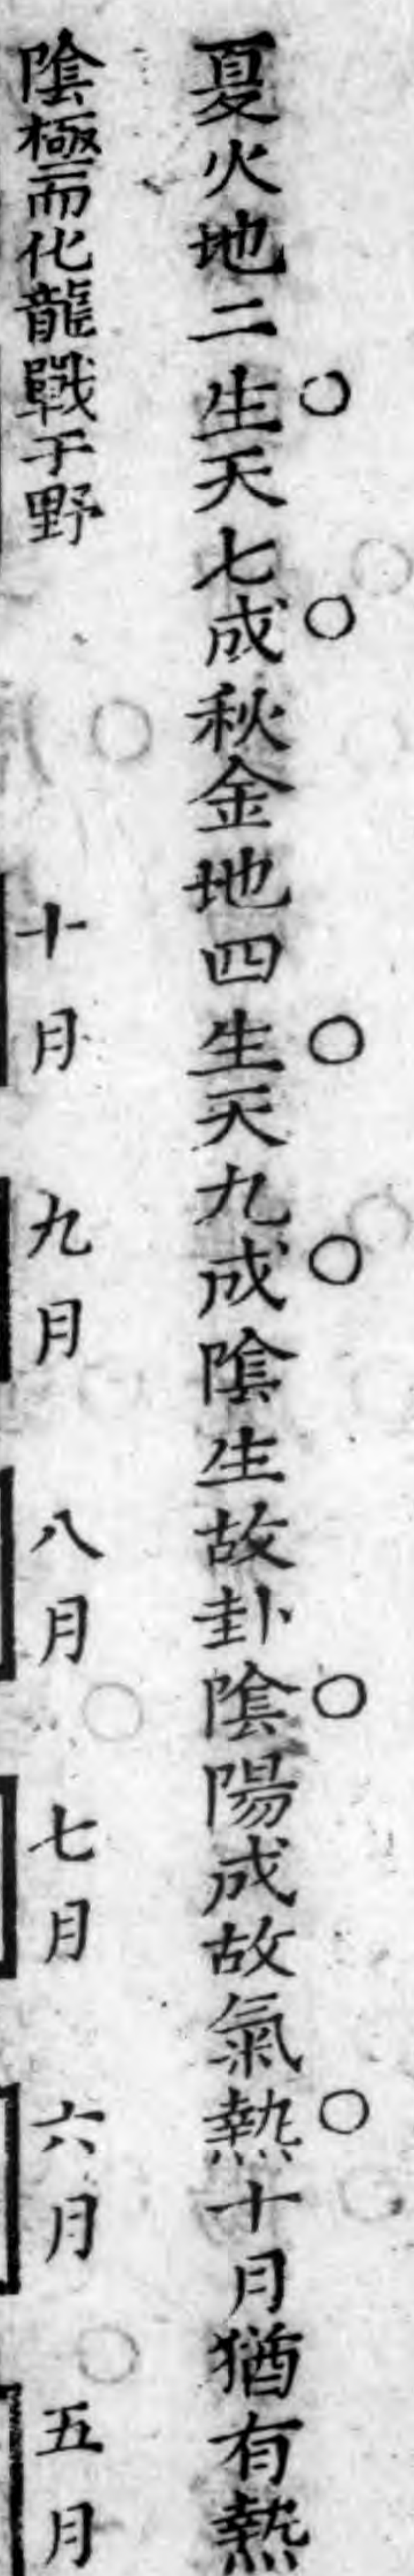 夏火地二生天七成秋金地四生天九成陰生故卦陰陽成故氣熱十月猶有熱
陰極而化龍戰于野
十月
九月
八月
七月
六月
五月